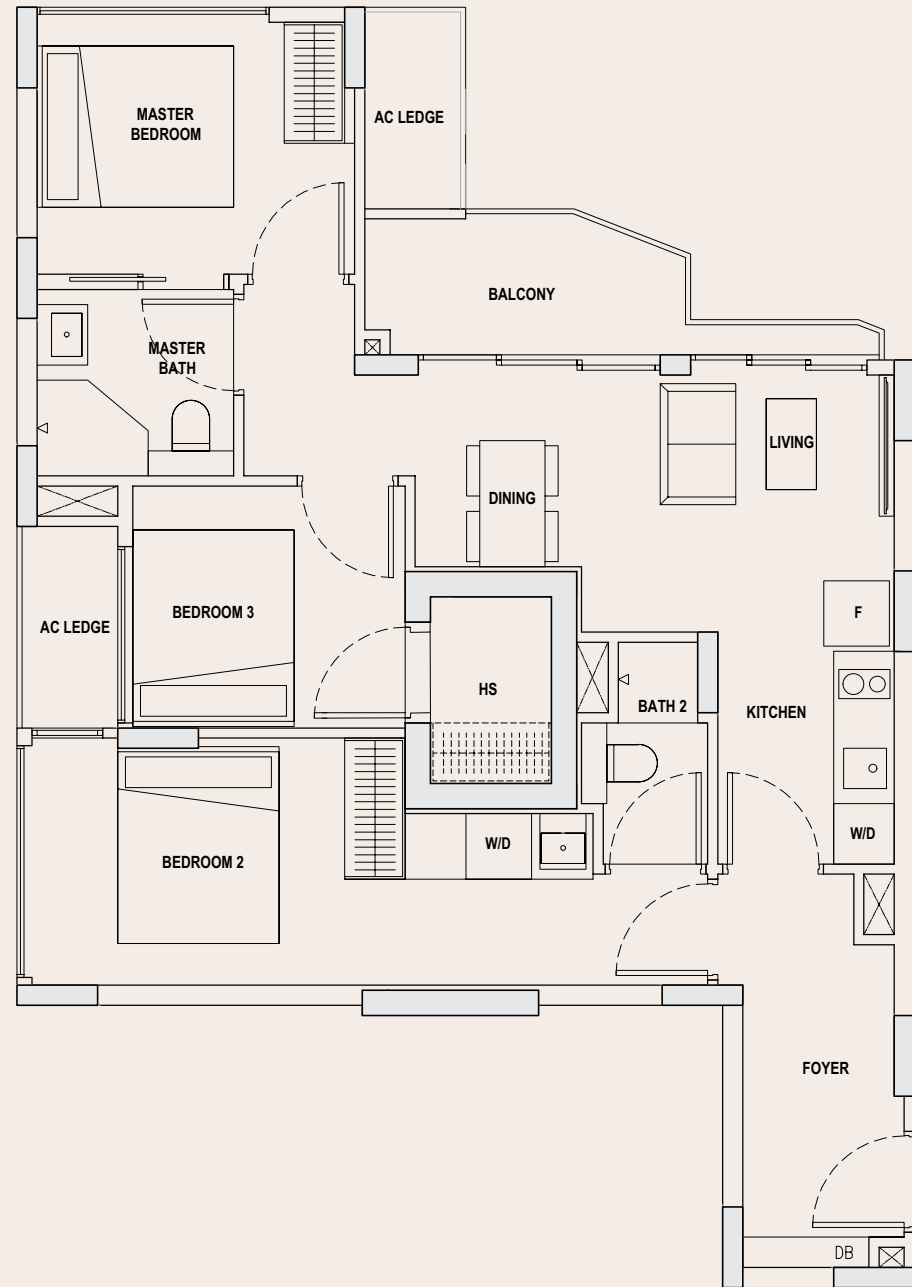 MASTER
BEDROOM
AC LEDGE
BALCONY
MASTER
BATH
LIVING
DINING
BEDROOM 3
F
AC LEDGE
HS
BATH 2
KITCHEN
W/D
W/D
BEDROOM 2
FOYER
DB